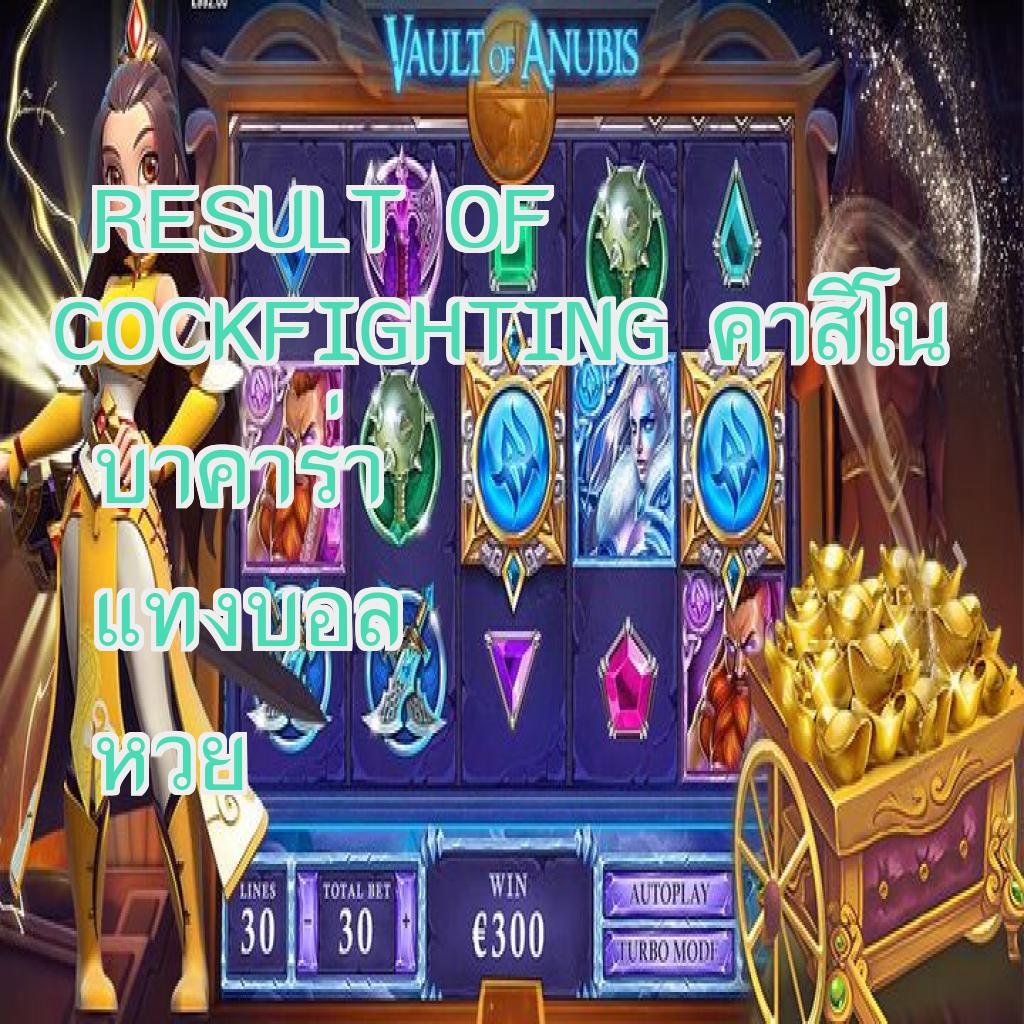 VAULT OF ANUBIS
RESULT OF
COCKFIGHTING คาสิโน
บาคาร่า
แทงบอล
หวย
LINES
30
TOTAL BET
- 30 +
WIN
€300
AUTOPLAY
TURBO MODE